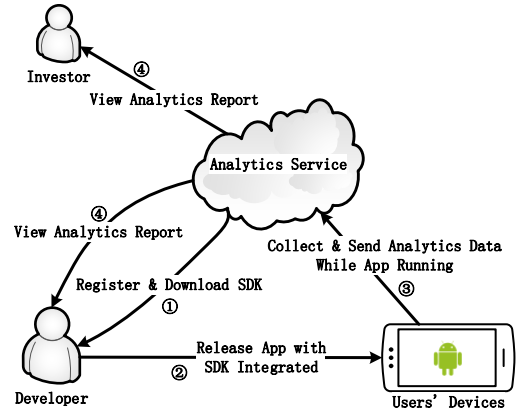 ④
Investor
View Analytics Report
Analytics Service
④
View Analytics Report
Collect & Send Analytics Data
While App Running
③
Register & Download SDK
①
Release App with
②
SDK Integrated
Developer
Users' Devices